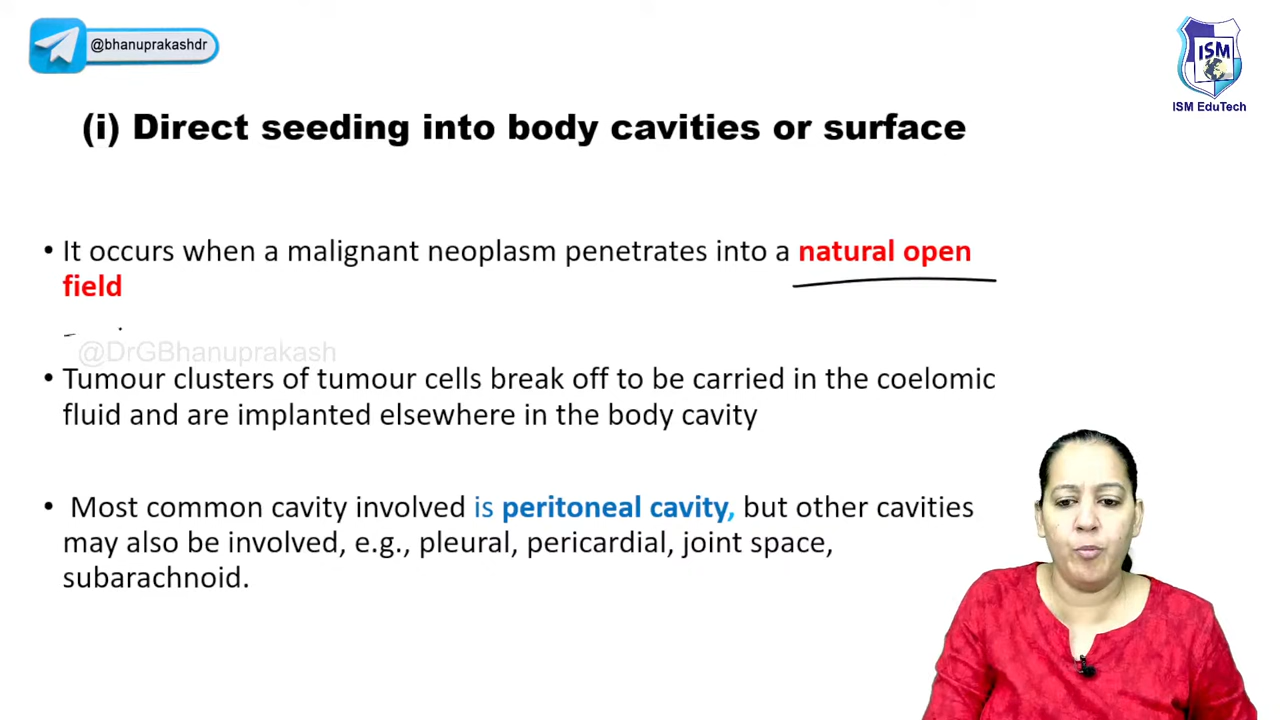 @bhanuprakashdr
ISM
ISM EduTech
(i) Direct seeding into body cavities or surface
• It occurs when a malignant neoplasm penetrates into a natural open
field
@DrGBhanuprakash
• Tumour clusters of tumour cells break off to be carried in the coelomic
fluid and are implanted elsewhere in the body cavity
• Most common cavity involved is peritoneal cavity, but other cavities
may also be involved, e.g., pleural, pericardial, joint space,
subarachnoid.